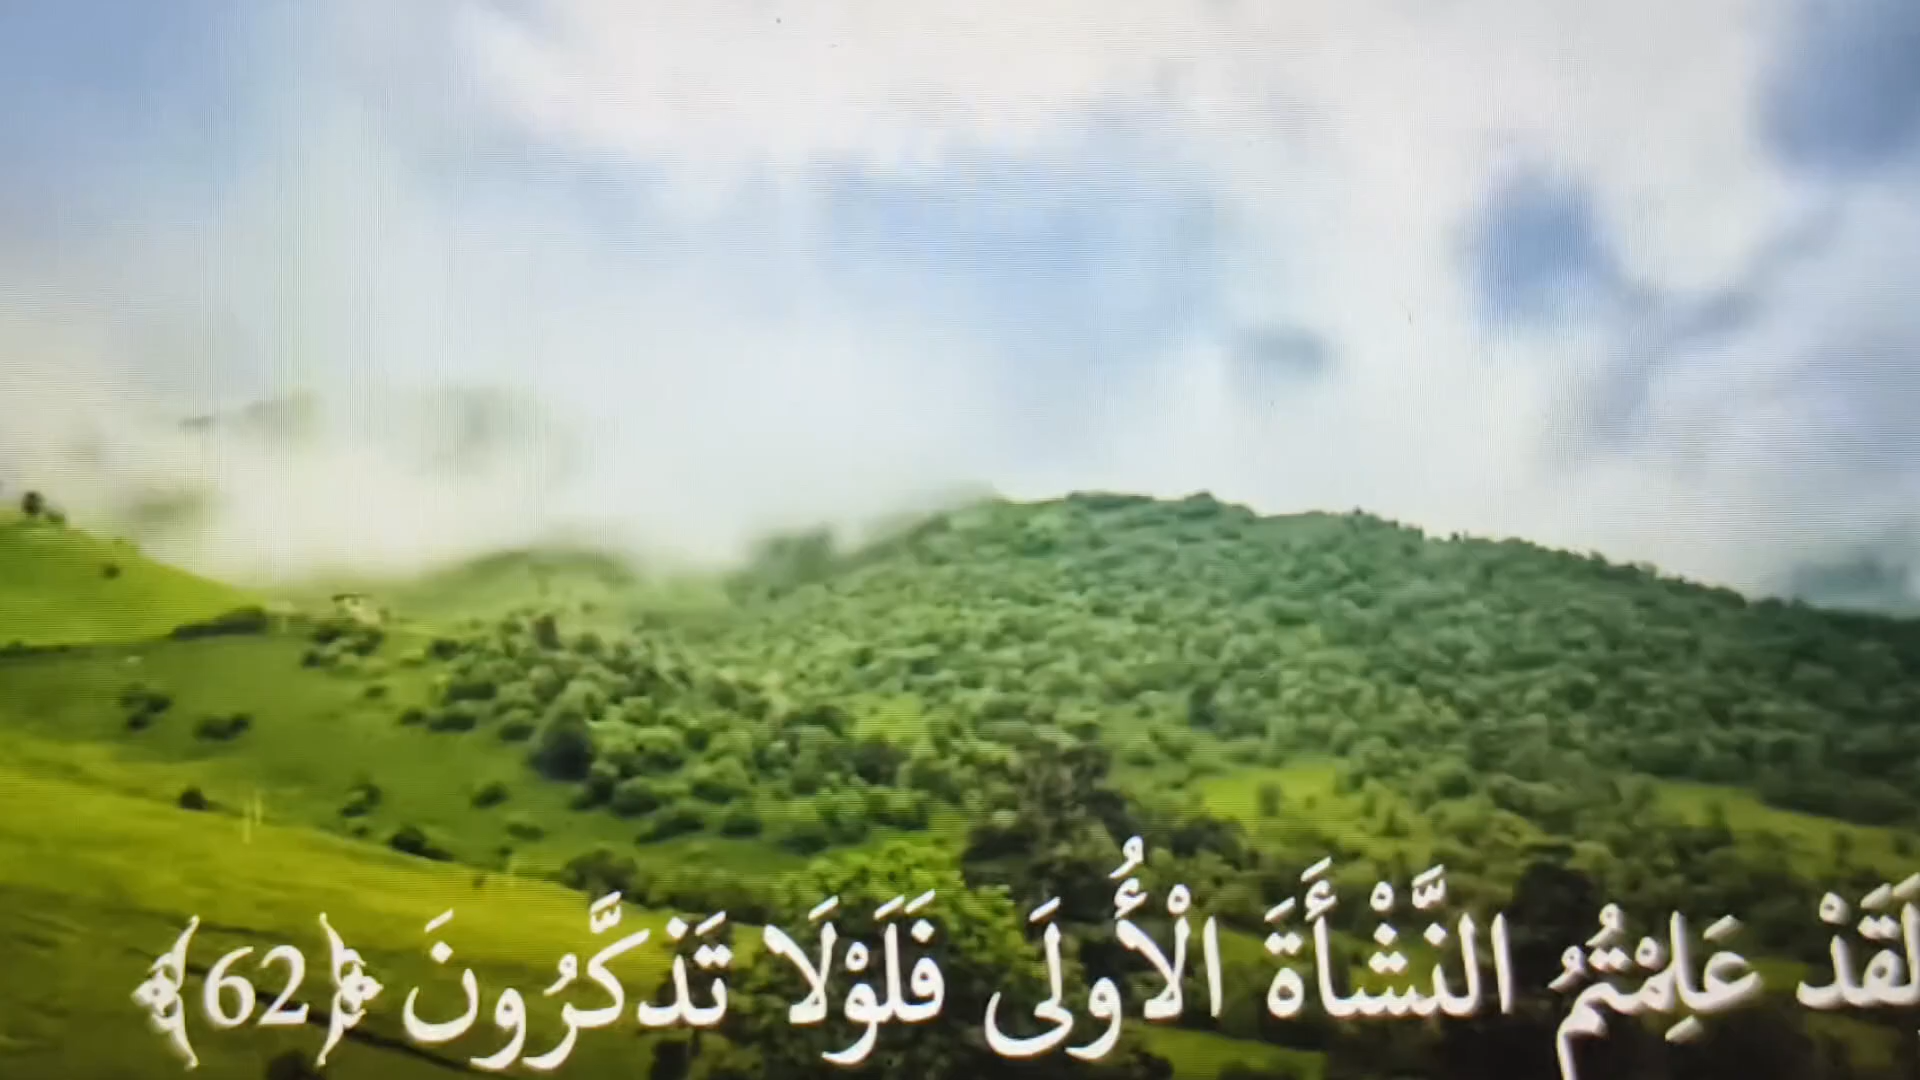 لَقَدْ عَلِمْتُمُ النَّشْأَةَ الْأُولَى فَلَوْلَا تَذَكَّرُونَ ﴿62﴾